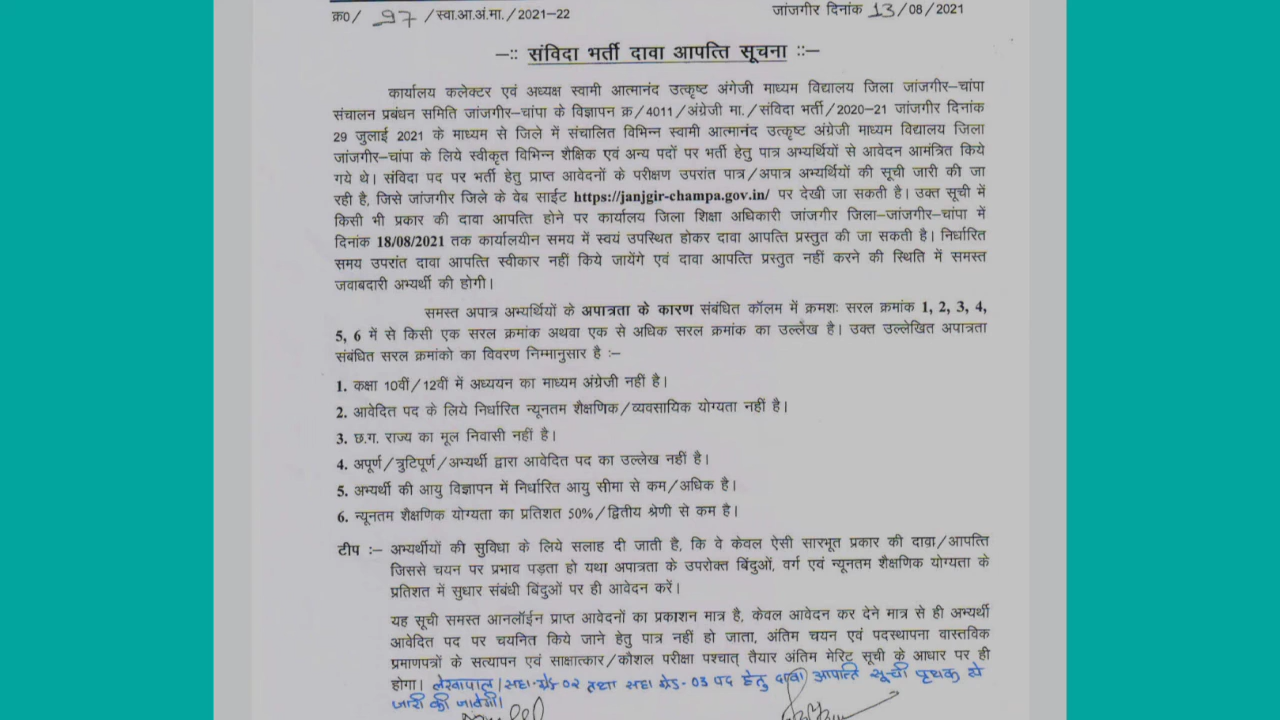 क्र0/ 97 /स्वा.आ.अं.मा./2021-22 जांजगीर दिनांक 13/08/2021
-:: संविदा भर्ती दावा आपत्ति सूचना ::-
कार्यालय कलेक्टर एवं अध्यक्ष स्वामी आत्मानंद उत्कृष्ट अंगेजी माध्यम विद्यालय जिला जांजगीर-चांपा
संचालन प्रबंधन समिति जांजगीर-चांपा के विज्ञापन क्र/4011/अंग्रेजी मा./संविदा भर्ती/2020-21 जांजगीर दिनांक
29 जुलाई 2021 के माध्यम से जिले में संचालित विभिन्न स्वामी आत्मानंद उत्कृष्ट अंग्रेजी माध्यम विद्यालय जिला
जांजगीर-चांपा के लिये स्वीकृत विभिन्न शैक्षिक एवं अन्य पदों पर भर्ती हेतु पात्र अभ्यर्थियों से आवेदन आमंत्रित किये
गये थे। संविदा पद पर भर्ती हेतु प्राप्त आवेदनों के परीक्षण उपरांत पात्र/अपात्र अभ्यर्थियों की सूची जारी की जा
रही है, जिसे जांजगीर जिले के वेब साईट https://janjgir-champa.gov.in/ पर देखी जा सकती है। उक्त सूची में
किसी भी प्रकार की दावा आपत्ति होने पर कार्यालय जिला शिक्षा अधिकारी जांजगीर जिला-जांजगीर-चांपा में
दिनांक 18/08/2021 तक कार्यालयीन समय में स्वयं उपस्थित होकर दावा आपत्ति प्रस्तुत की जा सकती है। निर्धारित
समय उपरांत दावा आपत्ति स्वीकार नहीं किये जायेंगे एवं दावा आपत्ति प्रस्तुत नहीं करने की स्थिति में समस्त
जवाबदारी अभ्यर्थी की होगी।
समस्त अपात्र अभ्यर्थियों के अपात्रता के कारण संबंधित कॉलम में क्रमशः सरल क्रमांक 1, 2, 3, 4,
5, 6 में से किसी एक सरल क्रमांक अथवा एक से अधिक सरल क्रमांक का उल्लेख है। उक्त उल्लेखित अपात्रता
संबंधित सरल क्रमांको का विवरण निम्मानुसार है :-
1. कक्षा 10वीं/12वीं में अध्ययन का माध्यम अंग्रेजी नहीं है।
2. आवेदित पद के लिये निर्धारित न्यूनतम शैक्षणिक/व्यवसायिक योग्यता नहीं है।
3. छ.ग. राज्य का मूल निवासी नहीं है।
4. अपूर्ण/त्रुटिपूर्ण/अभ्यर्थी द्वारा आवेदित पद का उल्लेख नहीं है।
5. अभ्यर्थी की आयु विज्ञापन में निर्धारित आयु सीमा से कम/अधिक है।
6. न्यूनतम शैक्षणिक योग्यता का प्रतिशत 50%/द्वितीय श्रेणी से कम है।
टीप :- अभ्यर्थीयों की सुविधा के लिये सलाह दी जाती है, कि वे केवल ऐसी सारभूत प्रकार की दावा/आपत्ति
जिससे चयन पर प्रभाव पड़ता हो यथा अपात्रता के उपरोक्त बिंदुओं, वर्ग एवं न्यूनतम शैक्षणिक योग्यता के
प्रतिशत में सुधार संबंधी बिंदुओं पर ही आवेदन करें।
यह सूची समस्त आनलॉईन प्राप्त आवेदनों का प्रकाशन मात्र है, केवल आवेदन कर देने मात्र से ही अभ्यर्थी
आवेदित पद पर चयनित किये जाने हेतु पात्र नहीं हो जाता, अंतिम चयन एवं पदस्थापना वास्तविक
प्रमाणपत्रों के सत्यापन एवं साक्षात्कार/कौशल परीक्षा पश्चात् तैयार अंतिम मेरिट सूची के आधार पर ही
होगा। लेखापाल/सहा.ग्रेड-02 तथा सहा ग्रेड-03 पद हेतु दावा आपत्ति सूची पृथक से
जारी की जावेगी।